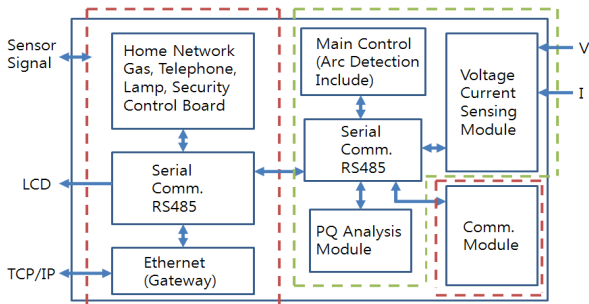 Sensor
Signal
LCD
TCP/IP
Home Network
Gas, Telephone,
Lamp, Security
Control Board
Serial
Comm.
RS485
Ethernet
(Gateway)
Main Control
(Arc Detection
Include)
Serial
Comm.
RS485
PQ Analysis
Module
Voltage
Current
Sensing
Module
Comm.
Module
V
I